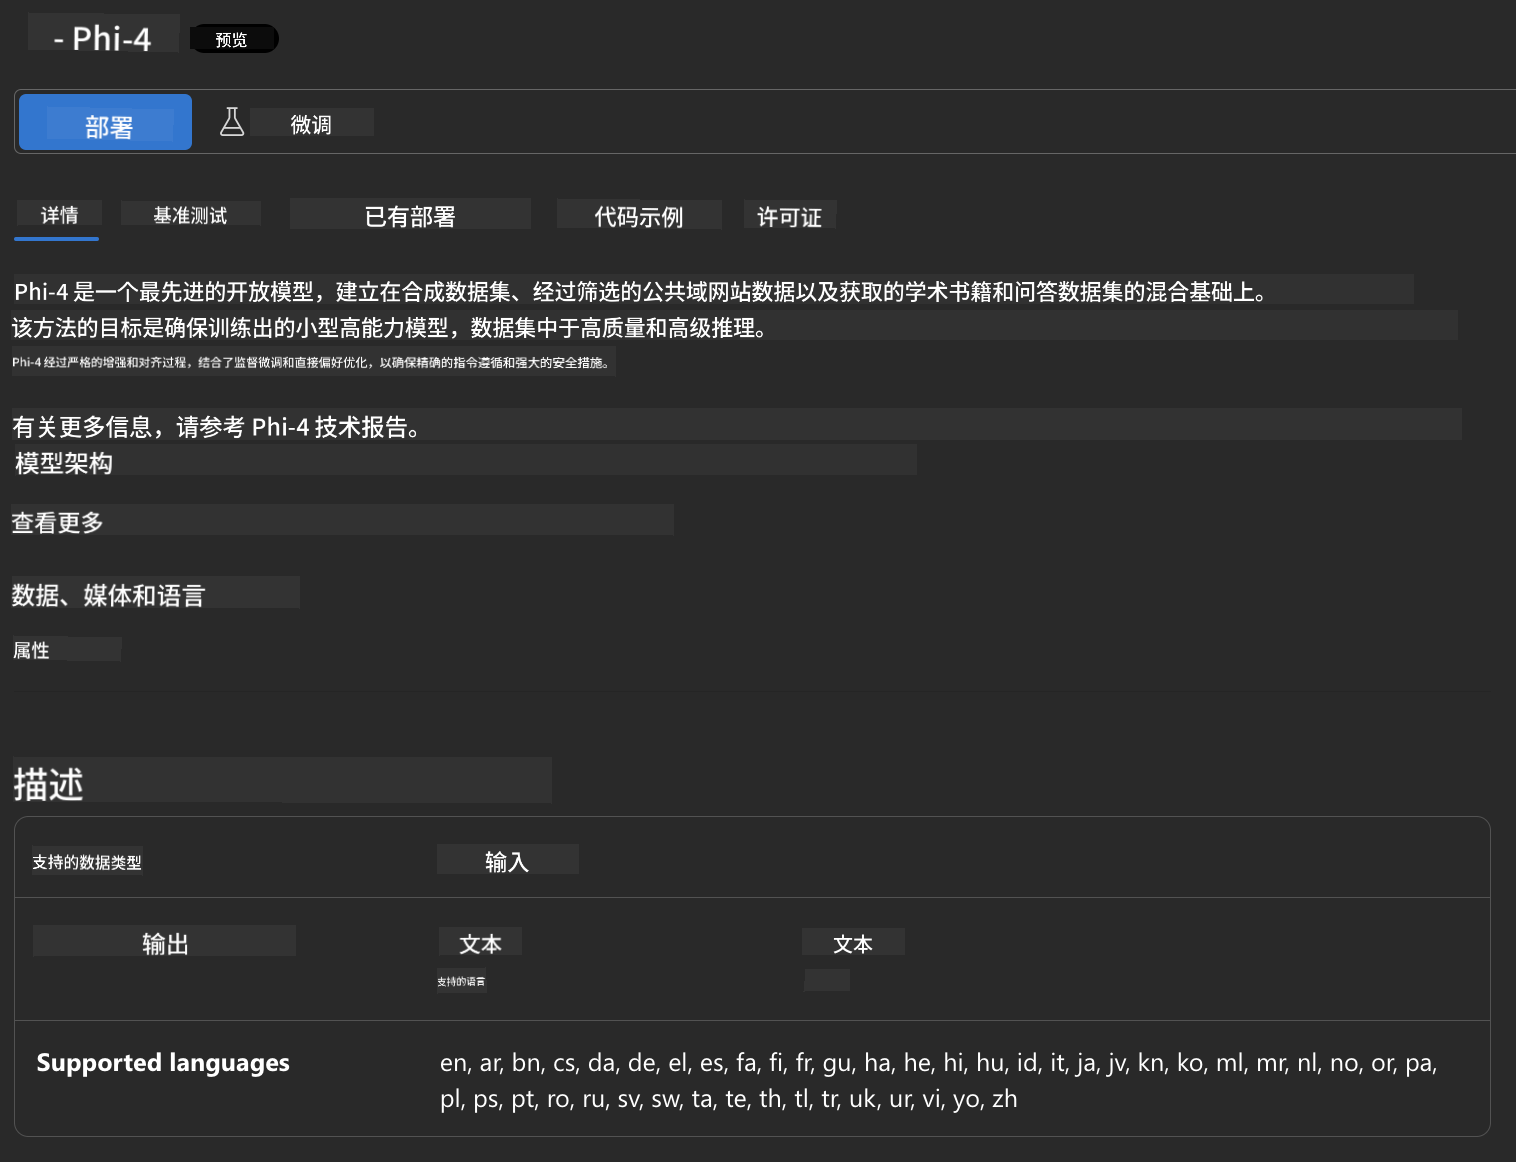 - Phi-4 预览
部署 微调
详情 基准测试 已有部署 代码示例 许可证
Phi-4 是一个最先进的开放模型，建立在合成数据集、经过筛选的公共域网站数据以及获取的学术书籍和问答数据集的混合基础上。
该方法的目标是确保训练出的小型高能力模型，数据集中于高质量和高级推理。
Phi-4 经过严格的增强和对齐过程，结合了监督微调和直接偏好优化，以确保精确的指令遵循和强大的安全措施。
有关更多信息，请参考 Phi-4 技术报告。
模型架构
查看更多
数据、媒体和语言
属性
描述
支持的数据类型 输入
输出 文本 文本
支持的语言
Supported languages en, ar, bn, cs, da, de, el, es, fa, fi, fr, gu, ha, he, hi, hu, id, it, ja, jv, kn, ko, ml, mr, nl, no, or, pa,
pl, ps, pt, ro, ru, sv, sw, ta, te, th, tl, tr, uk, ur, vi, yo, zh